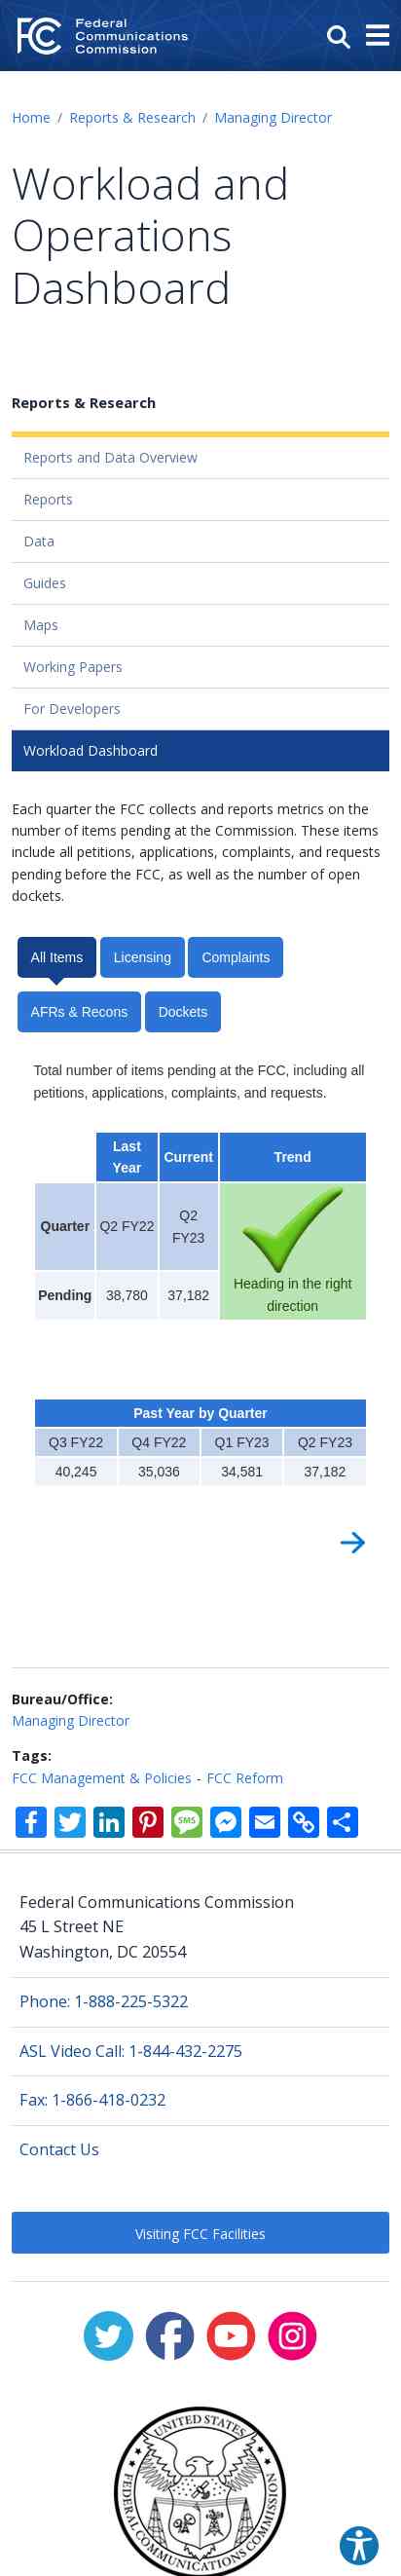 Federal
Communications
Commission
Home / Reports & Research / Managing Director
Workload and
Operations
Dashboard
Reports & Research
Reports and Data Overview
Reports
Data
Guides
Maps
Working Papers
For Developers
Workload Dashboard
Each quarter the FCC collects and reports metrics on the
number of items pending at the Commission. These items
include all petitions, applications, complaints, and requests
pending before the FCC, as well as the number of open
dockets.
All Items Licensing Complaints
AFRs & Recons Dockets
Total number of items pending at the FCC, including all
petitions, applications, complaints, and requests.
Last Year Current Trend
Quarter Q2 FY22 Q2 FY23
Pending 38,780 37,182
Heading in the right
direction
Past Year by Quarter
Q3 FY22 Q4 FY22 Q1 FY23 Q2 FY23
40,245 35,036 34,581 37,182
Bureau/Office:
Managing Director
Tags:
FCC Management & Policies - FCC Reform
SMS
Federal Communications Commission
45 L Street NE
Washington, DC 20554
Phone: 1-888-225-5322
ASL Video Call: 1-844-432-2275
Fax: 1-866-418-0232
Contact Us
Visiting FCC Facilities
UNITED STATES
FEDERAL COMMUNICATIONS COMMISSION